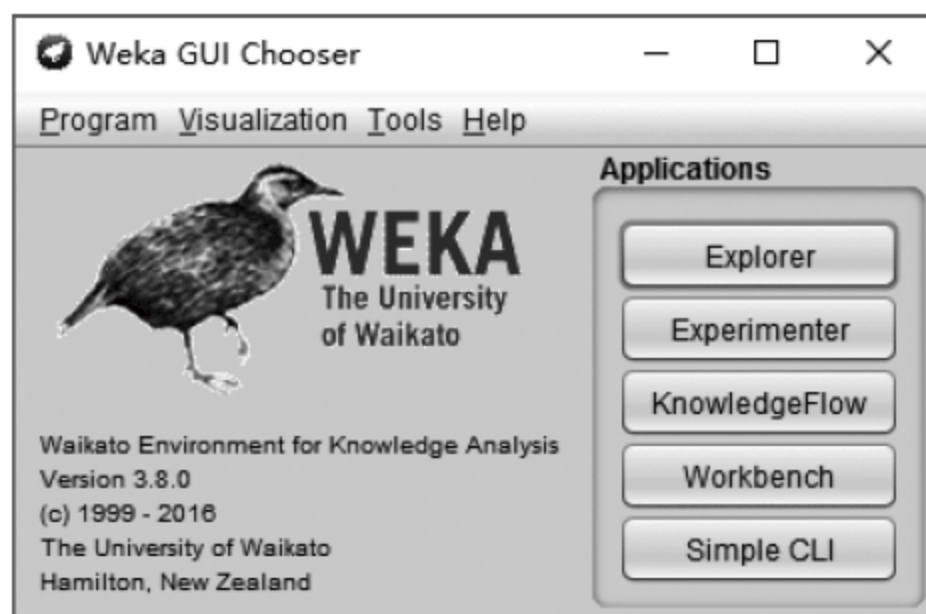 Weka GUI Chooser
Program Visualization Tools Help
WEKA
The University
of Waikato
Waikato Environment for Knowledge Analysis
Version 3.8.0
(c) 1999 - 2016
The University of Waikato
Hamilton, New Zealand
Applications
Explorer
Experimenter
KnowledgeFlow
Workbench
Simple CLI